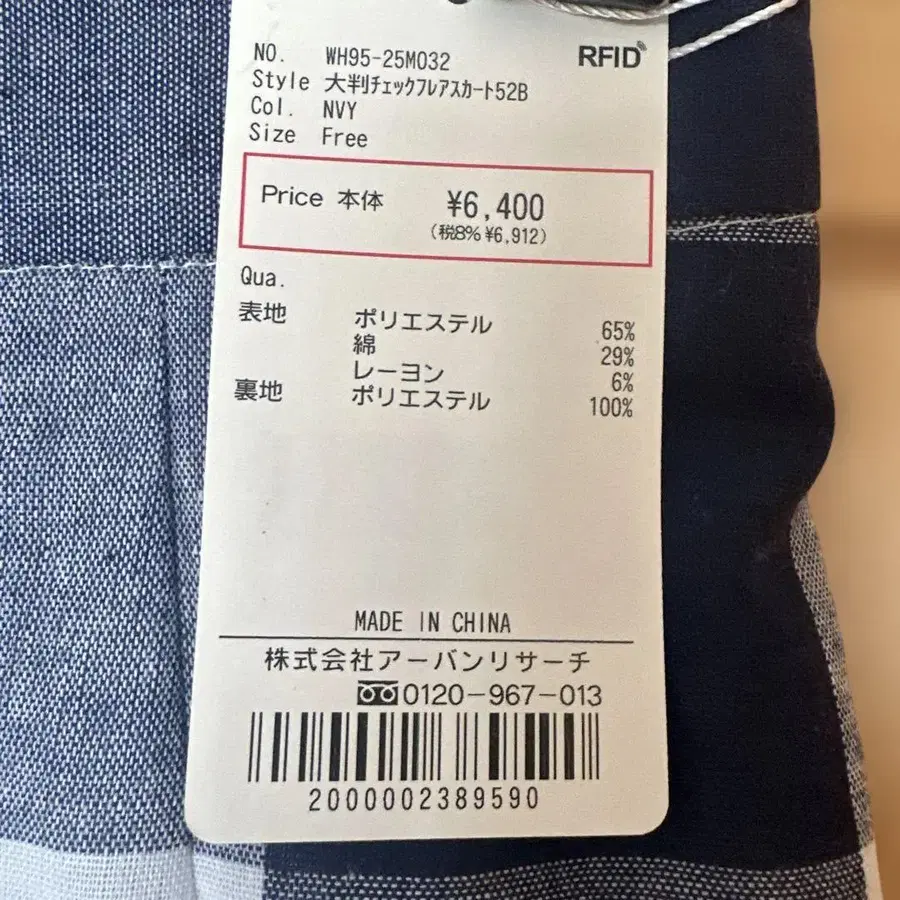 NO. WH95-25M032
RFID
Style 大判ﾁｪｯｸﾌﾚｱｽｶｰﾄ52B
Col. NVY
Size Free
Price 本体 ¥6,400
(税8% ¥6,912)
Qua.
表地 ポリエステル 65%
綿 29%
レーヨン 6%
裏地 ポリエステル 100%
MADE IN CHINA
株式会社アーバンリサーチ
0120-967-013
2000002389590